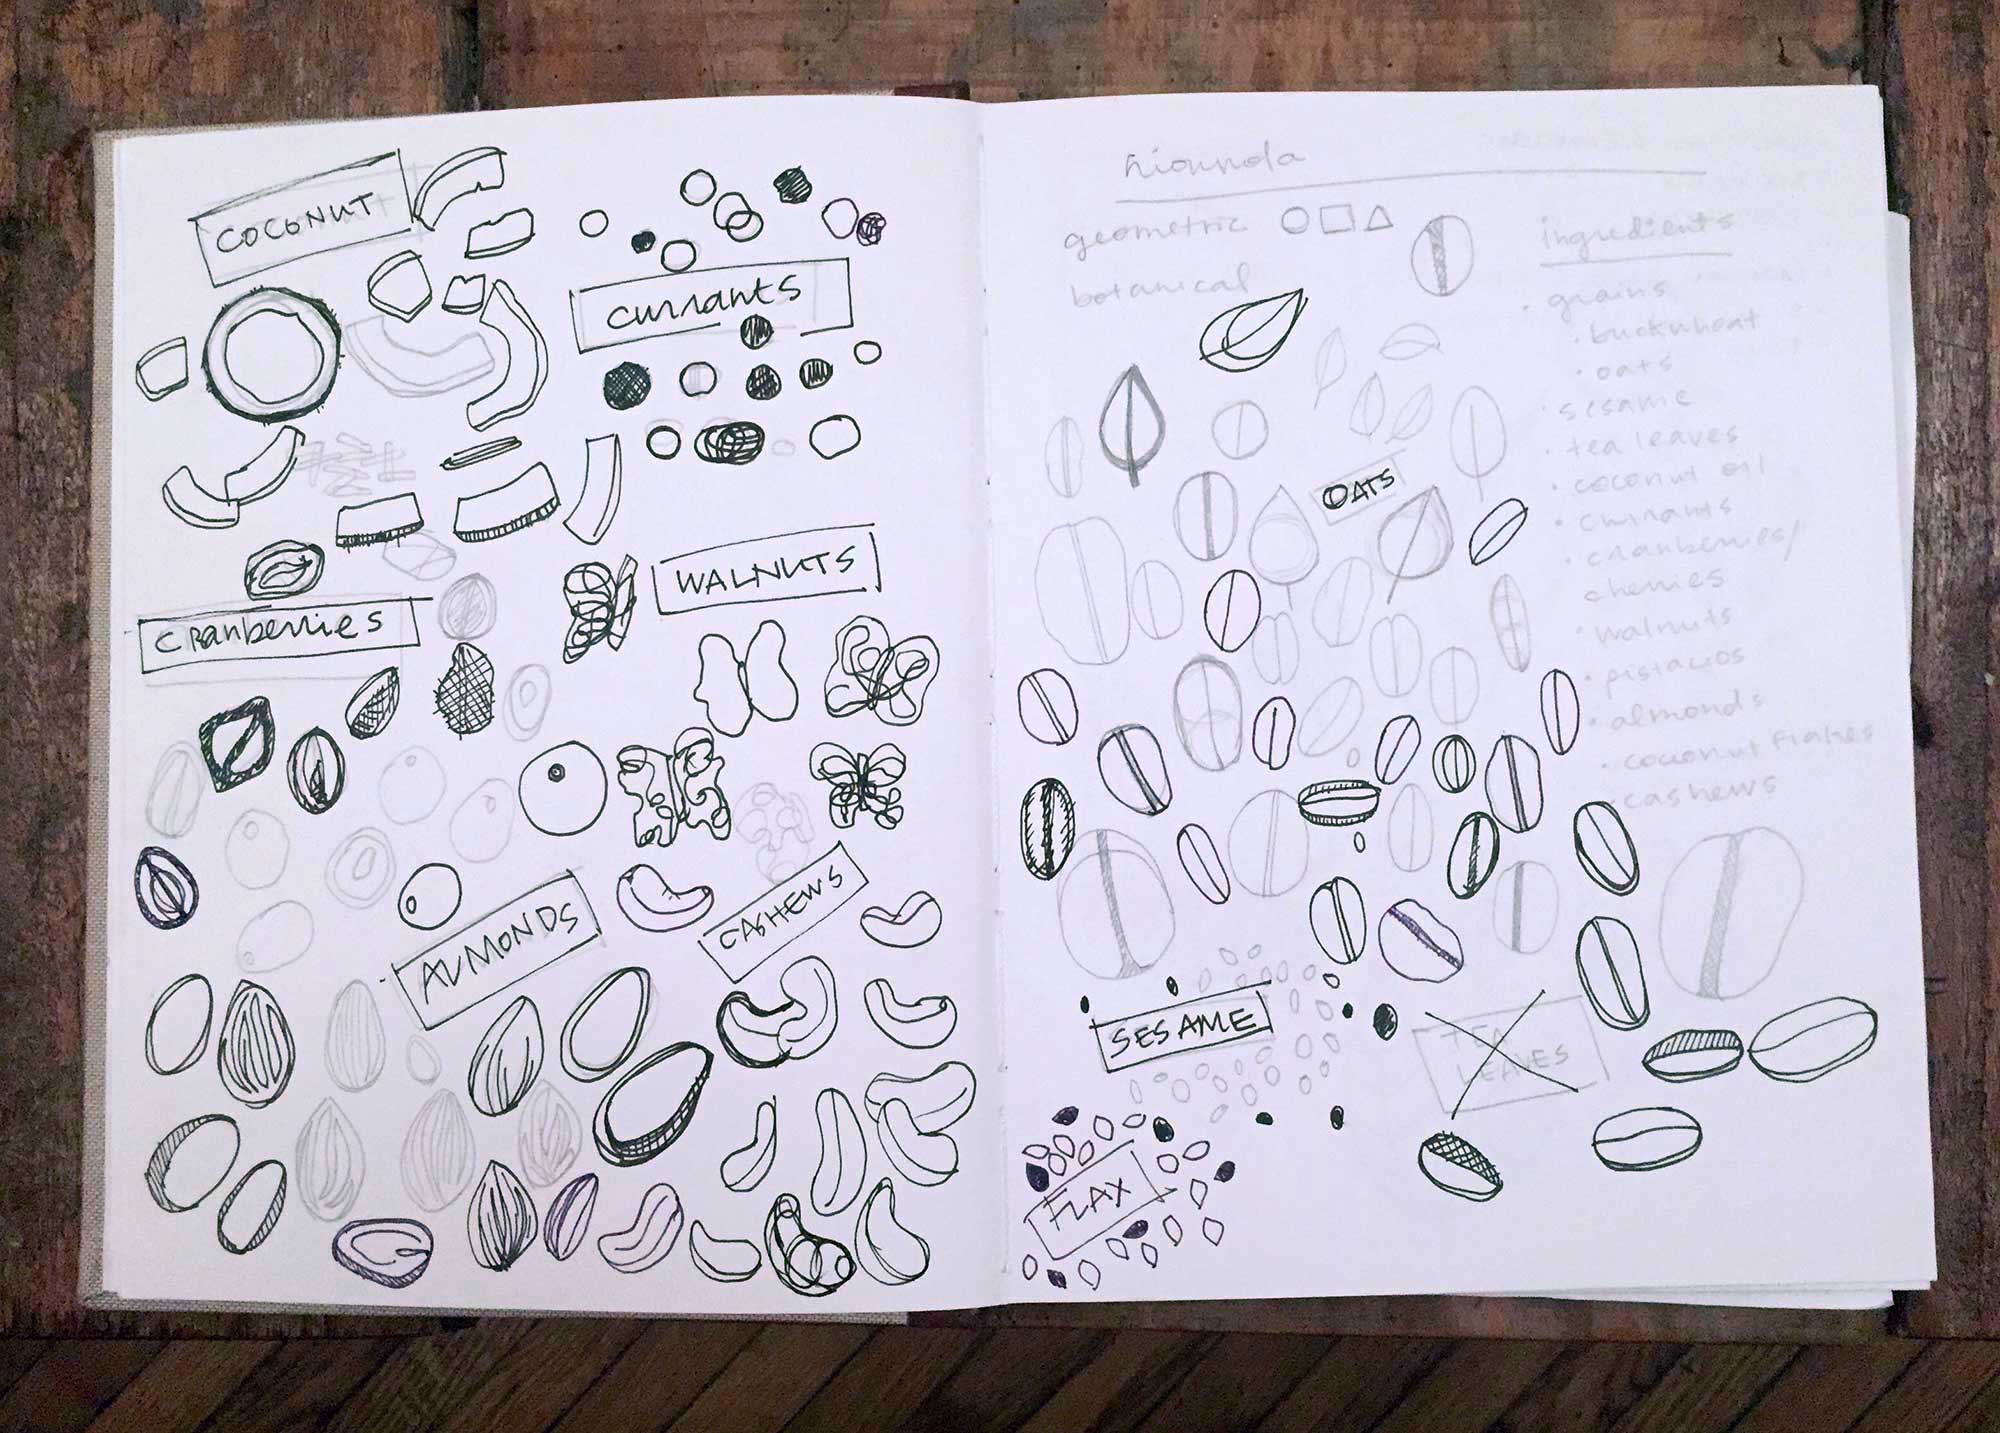 COCONUT
currants
WALNUTS
CRanberries
ALMONDS
CASHEWS
hionnola
geometric
botanical
OATS
ingredients
• grains
• buckwheat
• oats
• sesame
• tea leaves
• coconut oil
• currants
• cranberries/
cherries
• walnuts
• pistacios
• almonds
• coconut flakes
• cashews
SESAME
TEA
LEAVES
FLAX